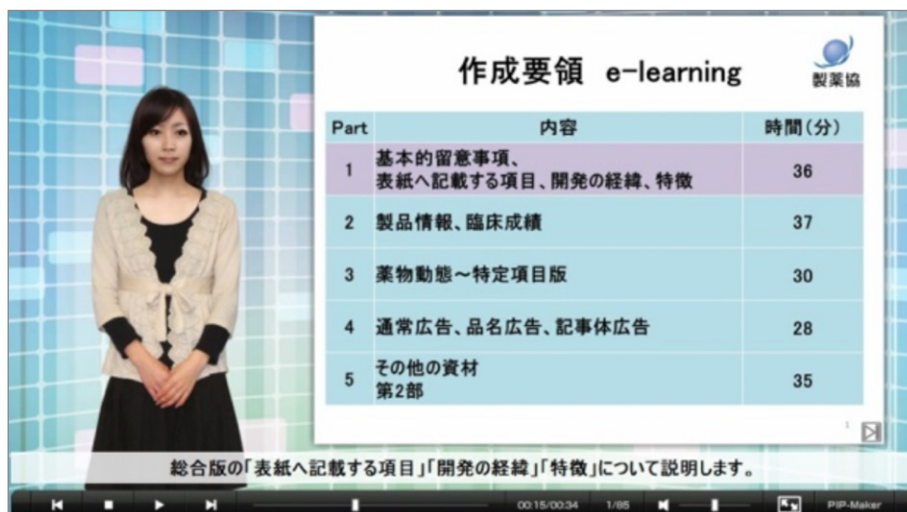 作成要領 e-learning
製薬協
Part 内容 時間(分)
1 基本的留意事項、
表紙へ記載する項目、開発の経緯、特徴 36
2 製品情報、臨床成績 37
3 薬物動態~特定項目版 30
4 通常広告、品名広告、記事体広告 28
5 その他の資材
第2部 35
1
総合版の「表紙へ記載する項目」「開発の経緯」「特徴」について説明します。
00:15/00:34 1/85 PIP-Maker